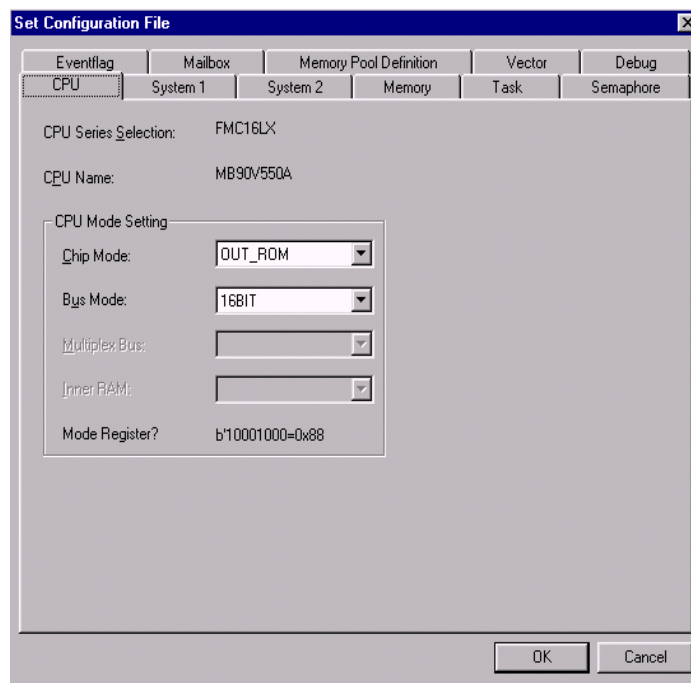 Set Configuration File
Eventflag Mailbox Memory Pool Definition Vector Debug
CPU System 1 System 2 Memory Task Semaphore
CPU Series Selection: FMC16LX
CPU Name: MB90V550A
CPU Mode Setting
Chip Mode: OUT_ROM
Bus Mode: 16BIT
Multiplex Bus:
Inner RAM:
Mode Register? b'10001000=0x88
OK Cancel